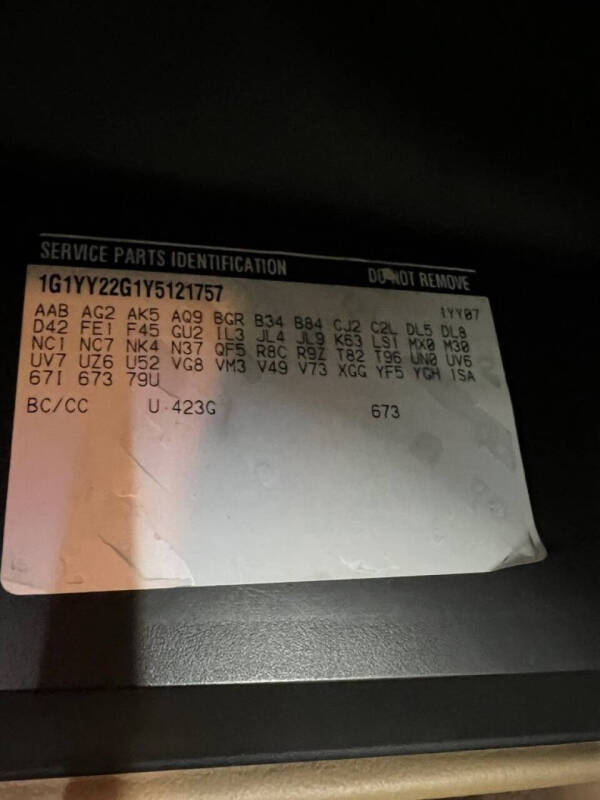 SERVICE PARTS IDENTIFICATION DO NOT REMOVE
1G1YY22G1Y5121757 1YY07
AAB AG2 AK5 AQ9 BGR B34 B84 CJ2 C2L DL5 DL8
D42 FE1 F45 GU2 IL3 JL4 JL9 K63 LS1 MX0 M30
NC1 NC7 NK4 N37 QF5 R8C R9Z T82 T96 UN0 UV6
UV7 UZ6 U52 VG8 VM3 V49 V73 XGG YF5 YGH 1SA
67I 673 79U
BC/CC U-423G 673